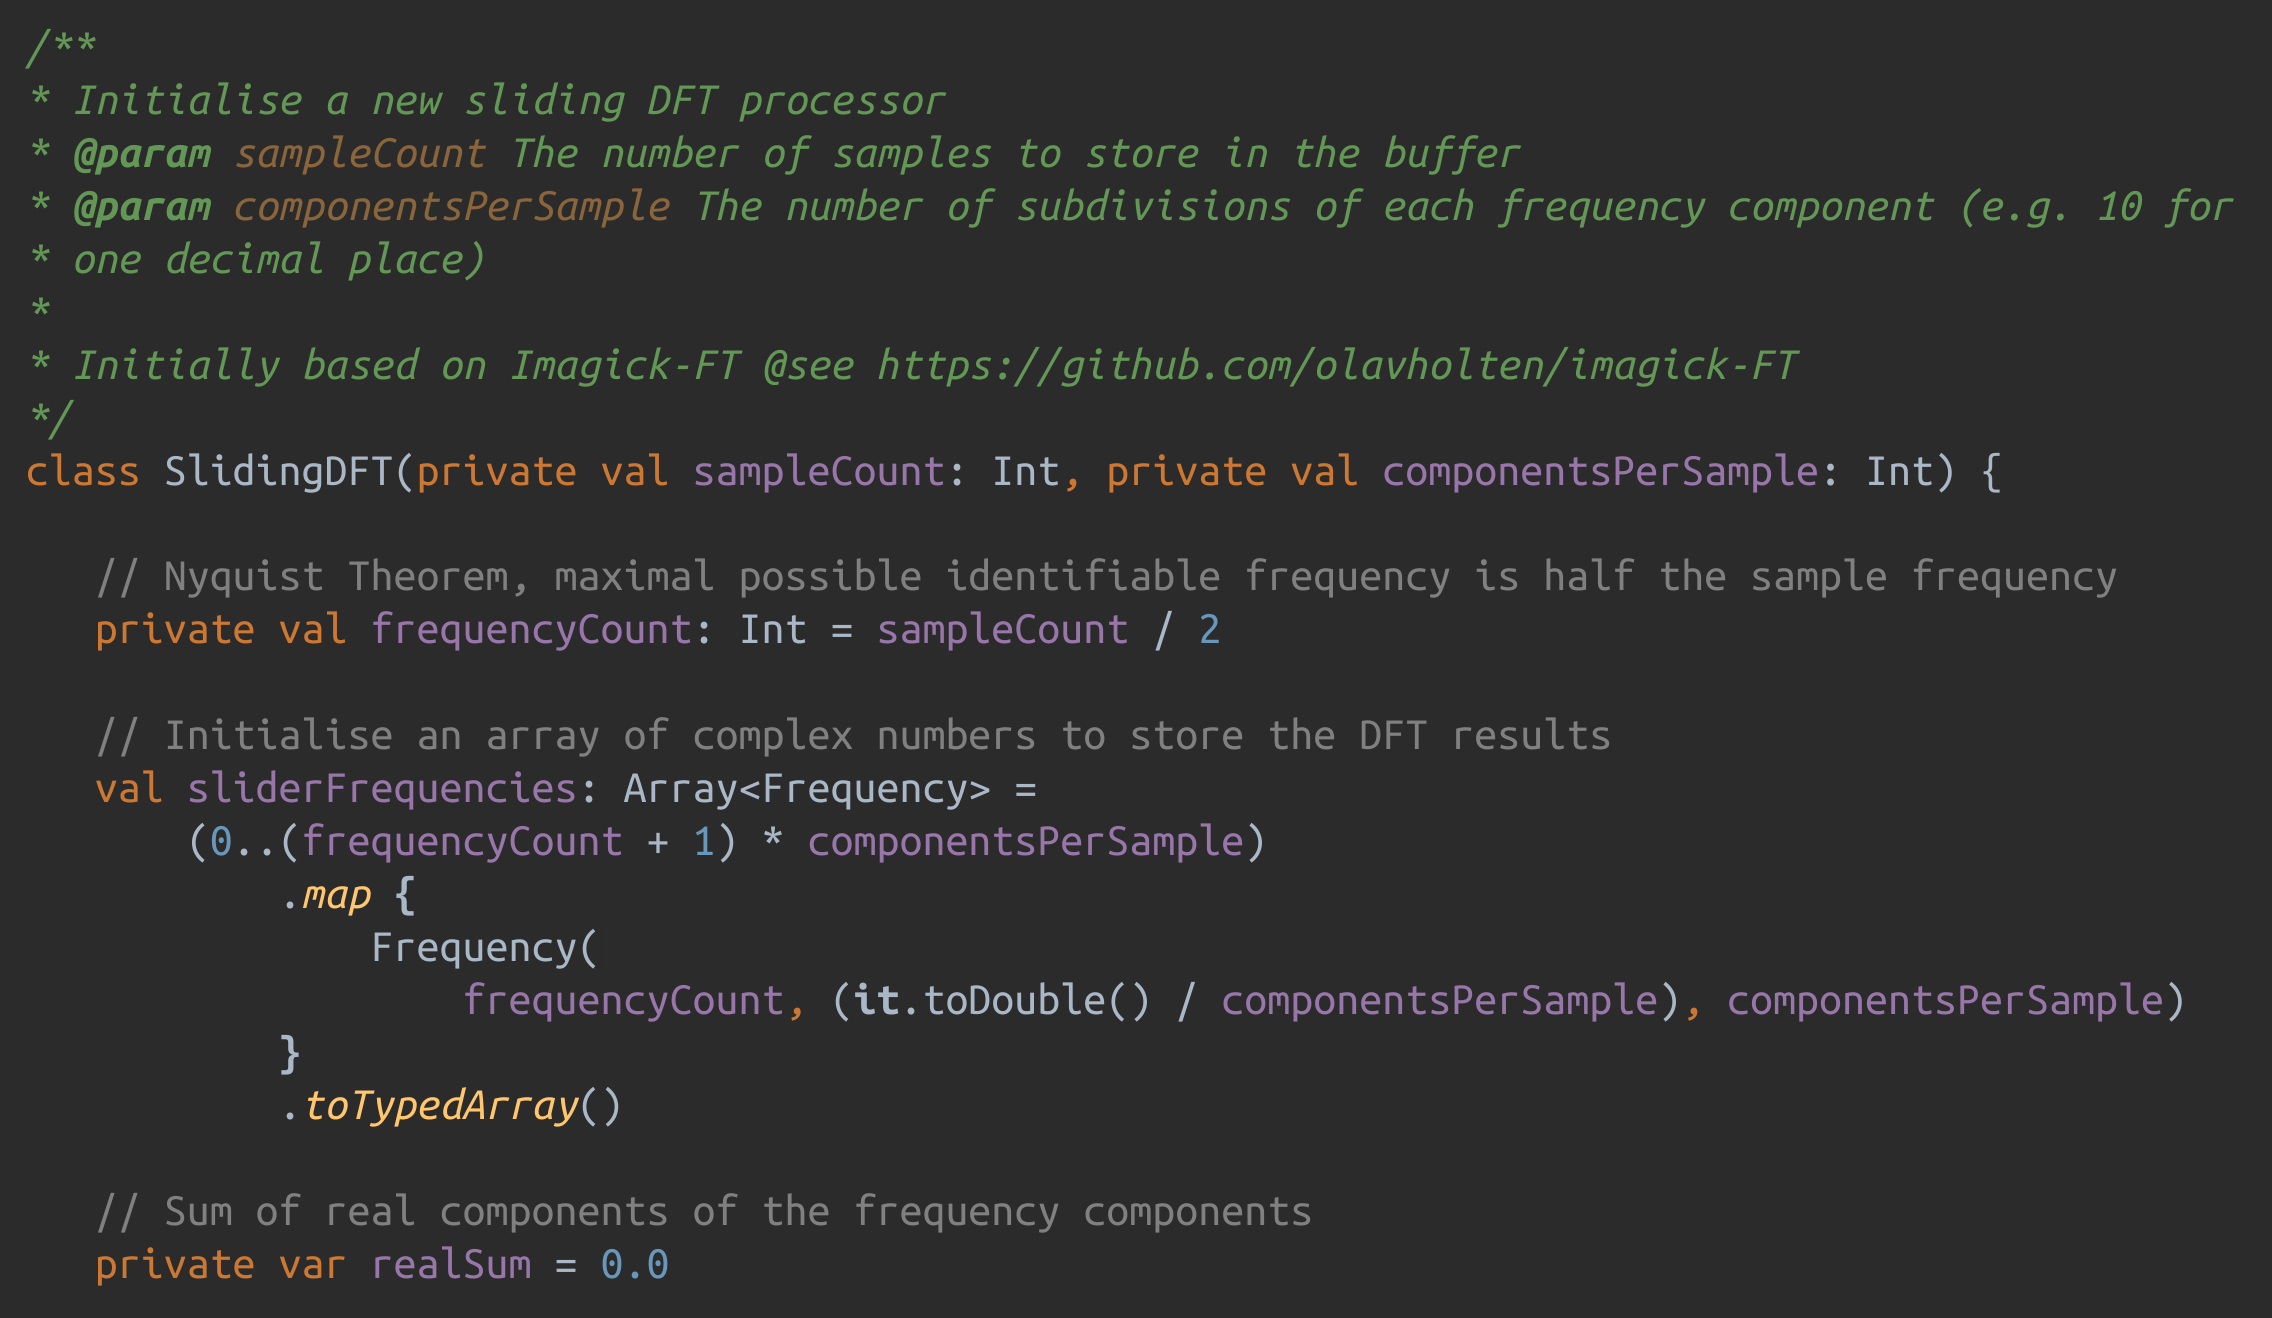 /**
* Initialise a new sliding DFT processor
* @param sampleCount The number of samples to store in the buffer
* @param componentsPerSample The number of subdivisions of each frequency component (e.g. 10 for
* one decimal place)
*
* Initially based on Imagick-FT @see https://github.com/olavholten/imagick-FT
*/
class SlidingDFT(private val sampleCount: Int, private val componentsPerSample: Int) {
// Nyquist Theorem, maximal possible identifiable frequency is half the sample frequency
private val frequencyCount: Int = sampleCount / 2
// Initialise an array of complex numbers to store the DFT results
val sliderFrequencies: Array<Frequency> =
(0..(frequencyCount + 1) * componentsPerSample)
.map {
Frequency(
frequencyCount, (it.toDouble() / componentsPerSample), componentsPerSample)
}
.toTypedArray()
// Sum of real components of the frequency components
private var realSum = 0.0